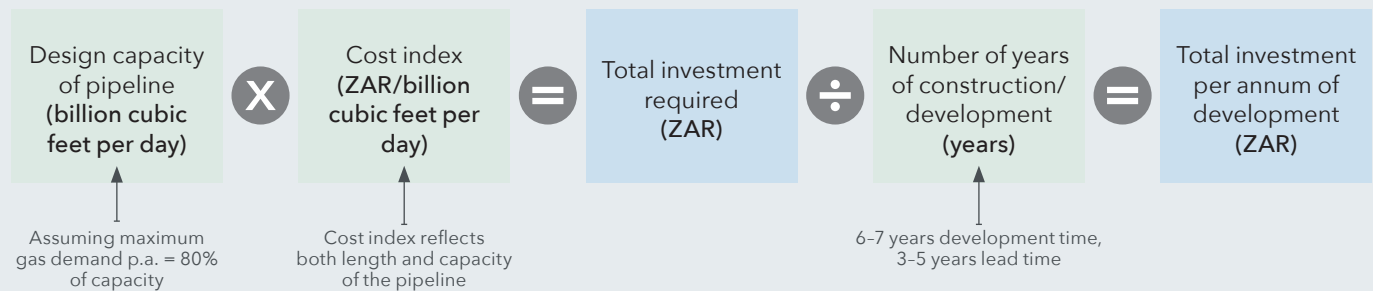 Design capacity
of pipeline
(billion cubic
feet per day)
X
Cost index
(ZAR/billion
cubic feet per
day)
=
Total investment
required
(ZAR)
÷
Number of years
of construction/
development
(years)
=
Total investment
per annum of
development
(ZAR)
Assuming maximum
gas demand p.a. = 80%
of capacity
Cost index reflects
both length and capacity
of the pipeline
6–7 years development time,
3–5 years lead time